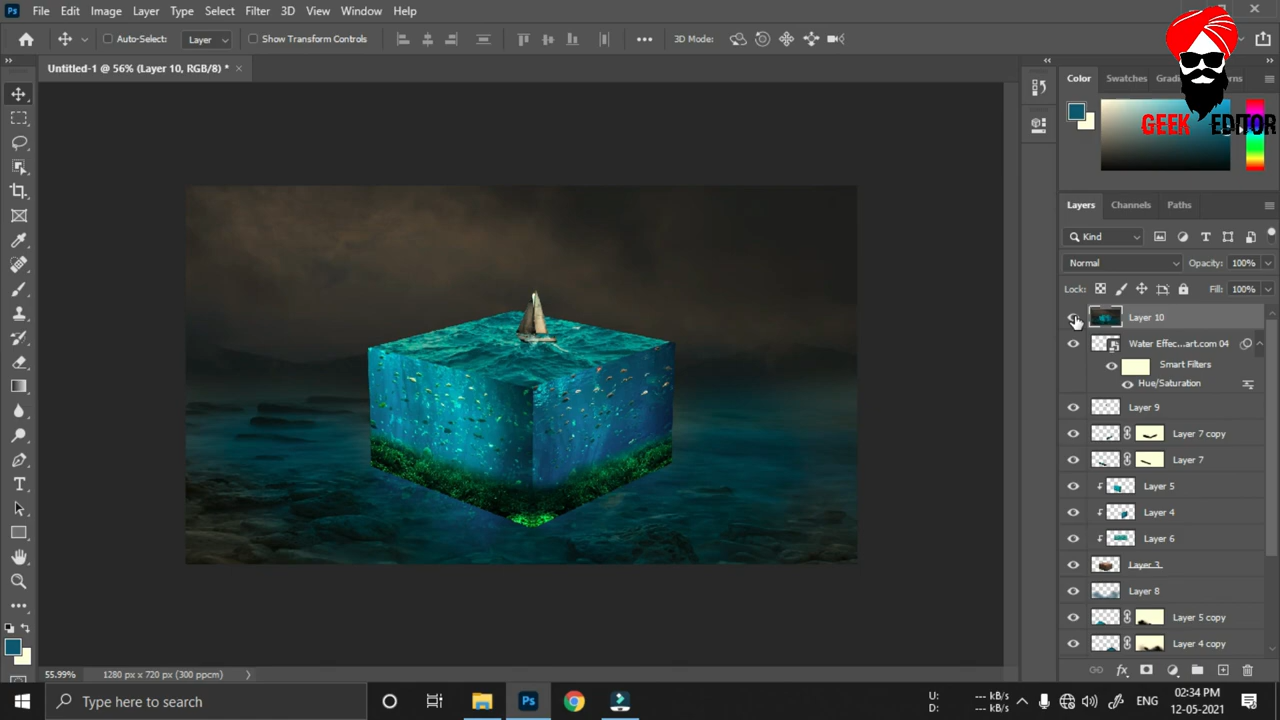 Ps File Edit Image Layer Type Select Filter 3D View Window Help
Auto-Select: Layer Show Transform Controls 3D Mode:
GEEK EDITOR
Untitled-1 @ 56% (Layer 10, RGB/8) *
Color Swatches
Layers Channels Paths
Kind
Normal Opacity: 100%
Lock: Fill: 100%
Layer 10
Water Effec...art.com 04
Smart Filters
Hue/Saturation
Layer 9
Layer 7 copy
Layer 7
Layer 5
Layer 4
Layer 6
Layer 3
Layer 8
Layer 5 copy
Layer 4 copy
fx
55.99% 1280 px x 720 px (300 ppcm)
Type here to search
Ps
U: --- kB/s
D: --- kB/s
ENG
02:34 PM
12-05-2021